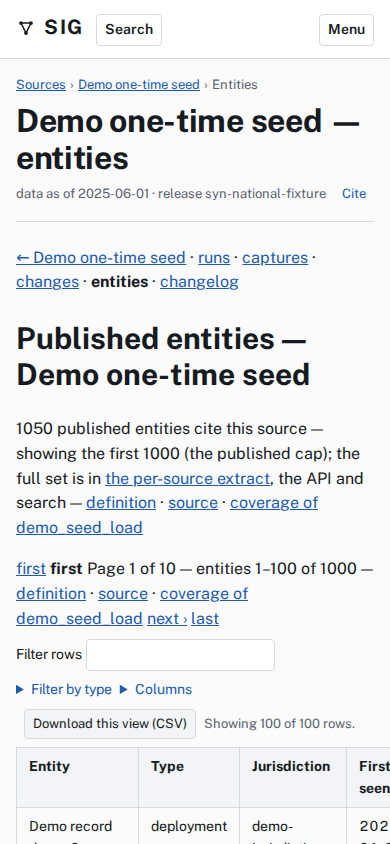 SIG Search Menu
Sources › Demo one-time seed › Entities
Demo one-time seed —
entities
data as of 2025-06-01 · release syn-national-fixture Cite
← Demo one-time seed · runs · captures ·
changes · entities · changelog
Published entities —
Demo one-time seed
1050 published entities cite this source —
showing the first 1000 (the published cap); the
full set is in the per-source extract, the API and
search — definition · source · coverage of
demo_seed_load
first first Page 1 of 10 — entities 1–100 of 1000 —
definition · source · coverage of
demo_seed_load next › last
Filter rows
▶ Filter by type ▶ Columns
Download this view (CSV) Showing 100 of 100 rows.
Entity Type Jurisdiction First
seen
Demo record deployment demo-